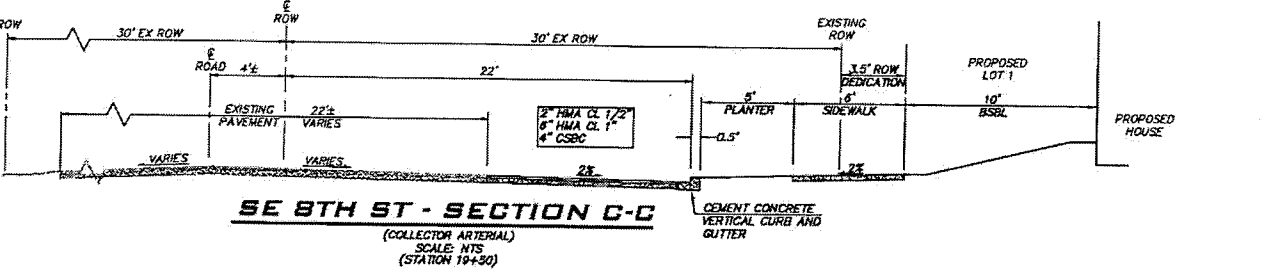 ROW
30' EX ROW
℄
ROW
30' EX ROW
EXISTING
ROW
℄
ROAD
4'±
22'
3.5' ROW
DEDICATION
PROPOSED
LOT 1
EXISTING
PAVEMENT
22'±
VARIES
2" HMA CL 1/2"
6" HMA CL 1"
4" CSBC
0.5'
5'
PLANTER
6'
SIDEWALK
10'
BSBL
PROPOSED
HOUSE
VARIES
VARIES
2%
2%
SE 8TH ST - SECTION C-C
(COLLECTOR ARTERIAL)
SCALE: NTS
(STATION 19+50)
CEMENT CONCRETE
VERTICAL CURB AND
GUTTER